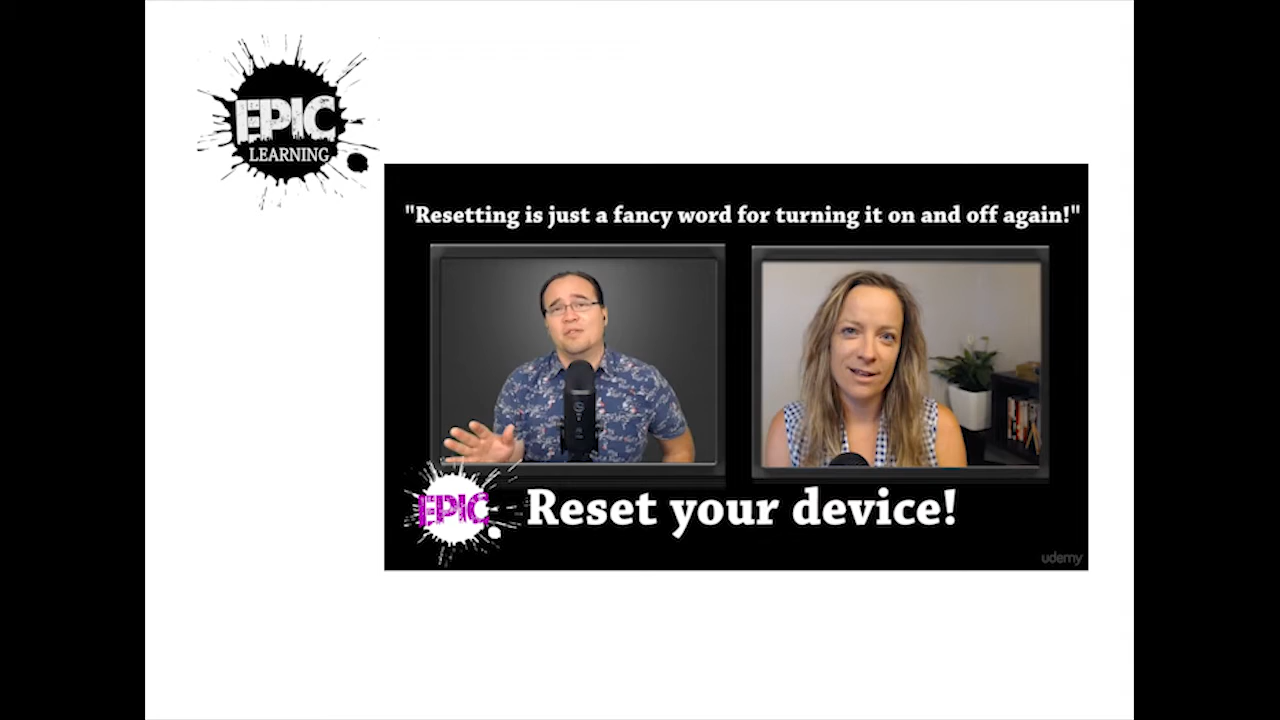 EPIC
LEARNING
"Resetting is just a fancy word for turning it on and off again!"
EPIC
Reset your device!
udemy